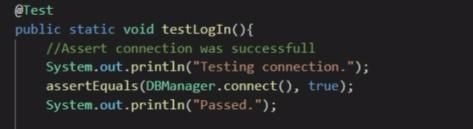 @Test
public static void testLogIn(){
//Assert connection was successfull
System.out.println("Testing connection.");
assertEquals(DBManager.connect(), true);
System.out.println("Passed.");